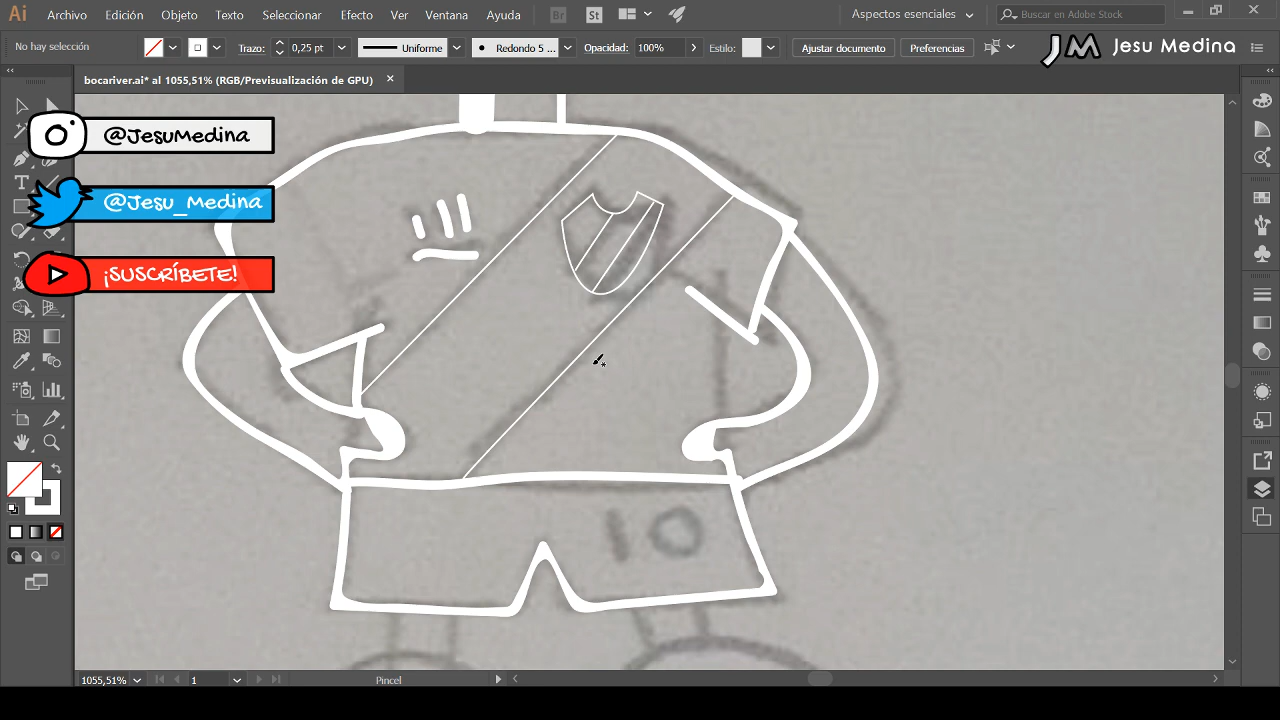 Ai Archivo Edición Objeto Texto Seleccionar Efecto Ver Ventana Ayuda Br St Aspectos esenciales Buscar en Adobe Stock
No hay selección Trazo: 0,25 pt Uniforme Redondo 5 ... Opacidad: 100% Estilo: Ajustar documento Preferencias JM Jesu Medina
bocariver.ai* al 1055,51% (RGB/Previsualización de GPU)
@JesuMedina
@Jesu_Medina
¡SUSCRÍBETE!
10
1055,51% 1 Pincel